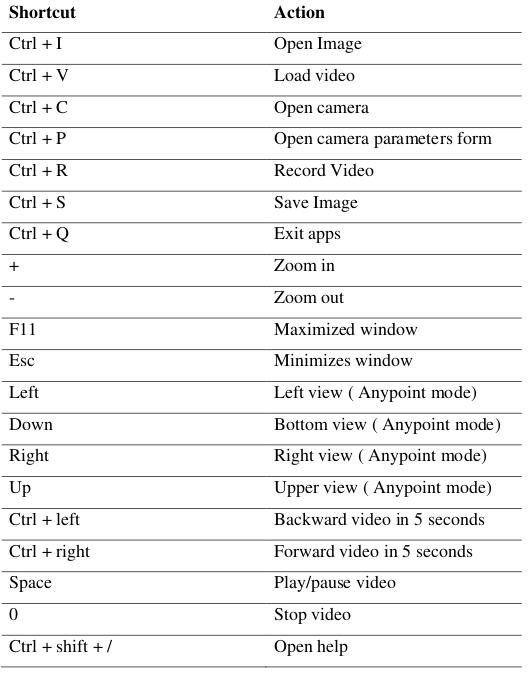 Shortcut Action
Ctrl + I Open Image
Ctrl + V Load video
Ctrl + C Open camera
Ctrl + P Open camera parameters form
Ctrl + R Record Video
Ctrl + S Save Image
Ctrl + Q Exit apps
+ Zoom in
- Zoom out
F11 Maximized window
Esc Minimizes window
Left Left view ( Anypoint mode)
Down Bottom view ( Anypoint mode)
Right Right view ( Anypoint mode)
Up Upper view ( Anypoint mode)
Ctrl + left Backward video in 5 seconds
Ctrl + right Forward video in 5 seconds
Space Play/pause video
0 Stop video
Ctrl + shift + / Open help